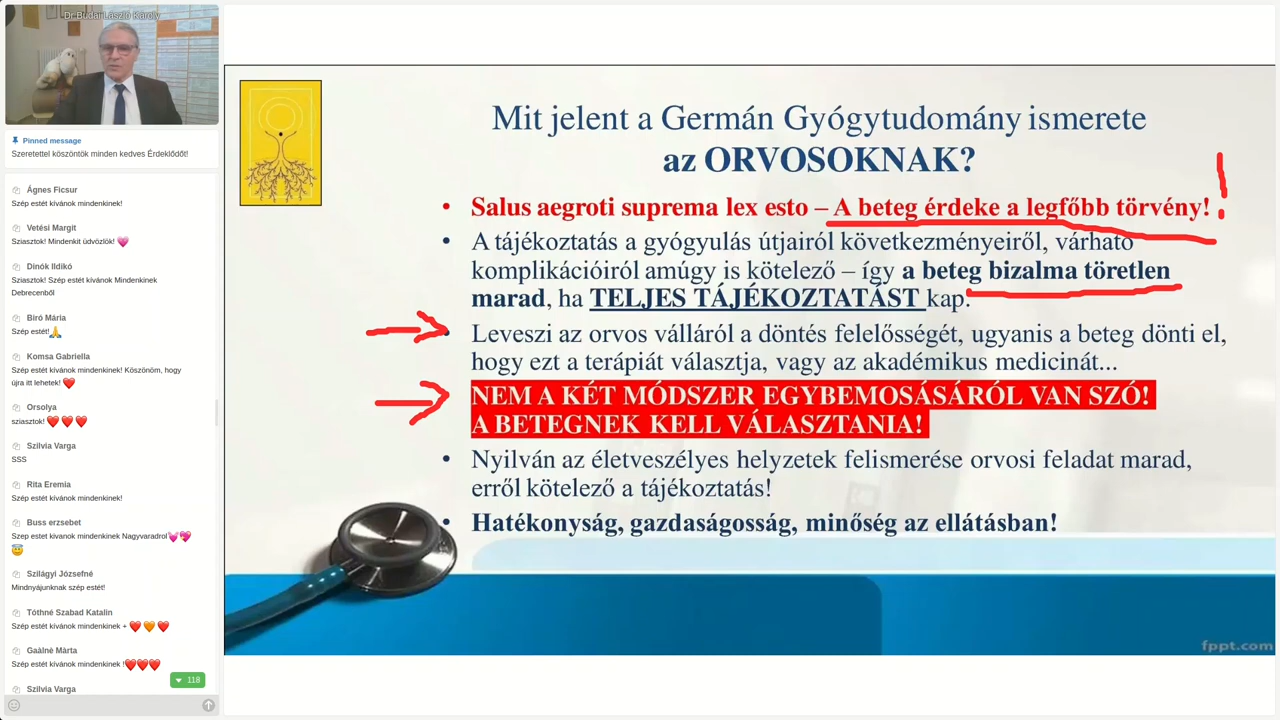 Dr Budai László Károly
Pinned message
Szeretettel köszöntök minden kedves Érdeklődőt!
Ágnes Ficsur
Szép estét kívánok mindenkinek!
Vetési Margit
Sziasztok! Mindenkit üdvözlök! 💗
Dinók Ildikó
Sziasztok! Szép estét kívánok Mindenkinek
Debrecenből
Bíró Mária
Szép estét!🙏
Komsa Gabriella
Szép estét kívánok mindenkinek! Köszönöm, hogy
újra itt lehetek! ❤️
Orsolya
sziasztok! ❤️ ❤️ ❤️
Szilvia Varga
SSS
Rita Eremia
Szép estét kívánok mindenkinek!
Buss erzsebet
Szep estet kivanok mindenkinek Nagyvaradrol💓💖
😇
Szilágyi Józsefné
Mindnyájunknak szép estét!
Tóthné Szabad Katalin
Szép estét kívánok mindenkinek + ❤️ 🧡 ❤️
Gaàlnè Màrta
Szép estét kívánok mindenkinek !❤️❤️❤️
118
Szilvia Varga
Mit jelent a Germán Gyógytudomány ismerete
az ORVOSOKNAK?
• Salus aegroti suprema lex esto – A beteg érdeke a legfőbb törvény!
• A tájékoztatás a gyógyulás útjairól következményeiről, várható
komplikációiról amúgy is kötelező – így a beteg bizalma töretlen
marad, ha TELJES TÁJÉKOZTATÁST kap.
• Leveszi az orvos válláról a döntés felelősségét, ugyanis a beteg dönti el,
hogy ezt a terápiát választja, vagy az akadémikus medicinát...
• NEM A KÉT MÓDSZER EGYBEMOSÁSÁRÓL VAN SZÓ!
A BETEGNEK KELL VÁLASZTANIA!
• Nyilván az életveszélyes helyzetek felismerése orvosi feladat marad,
erről kötelező a tájékoztatás!
• Hatékonyság, gazdaságosság, minőség az ellátásban!
fppt.com